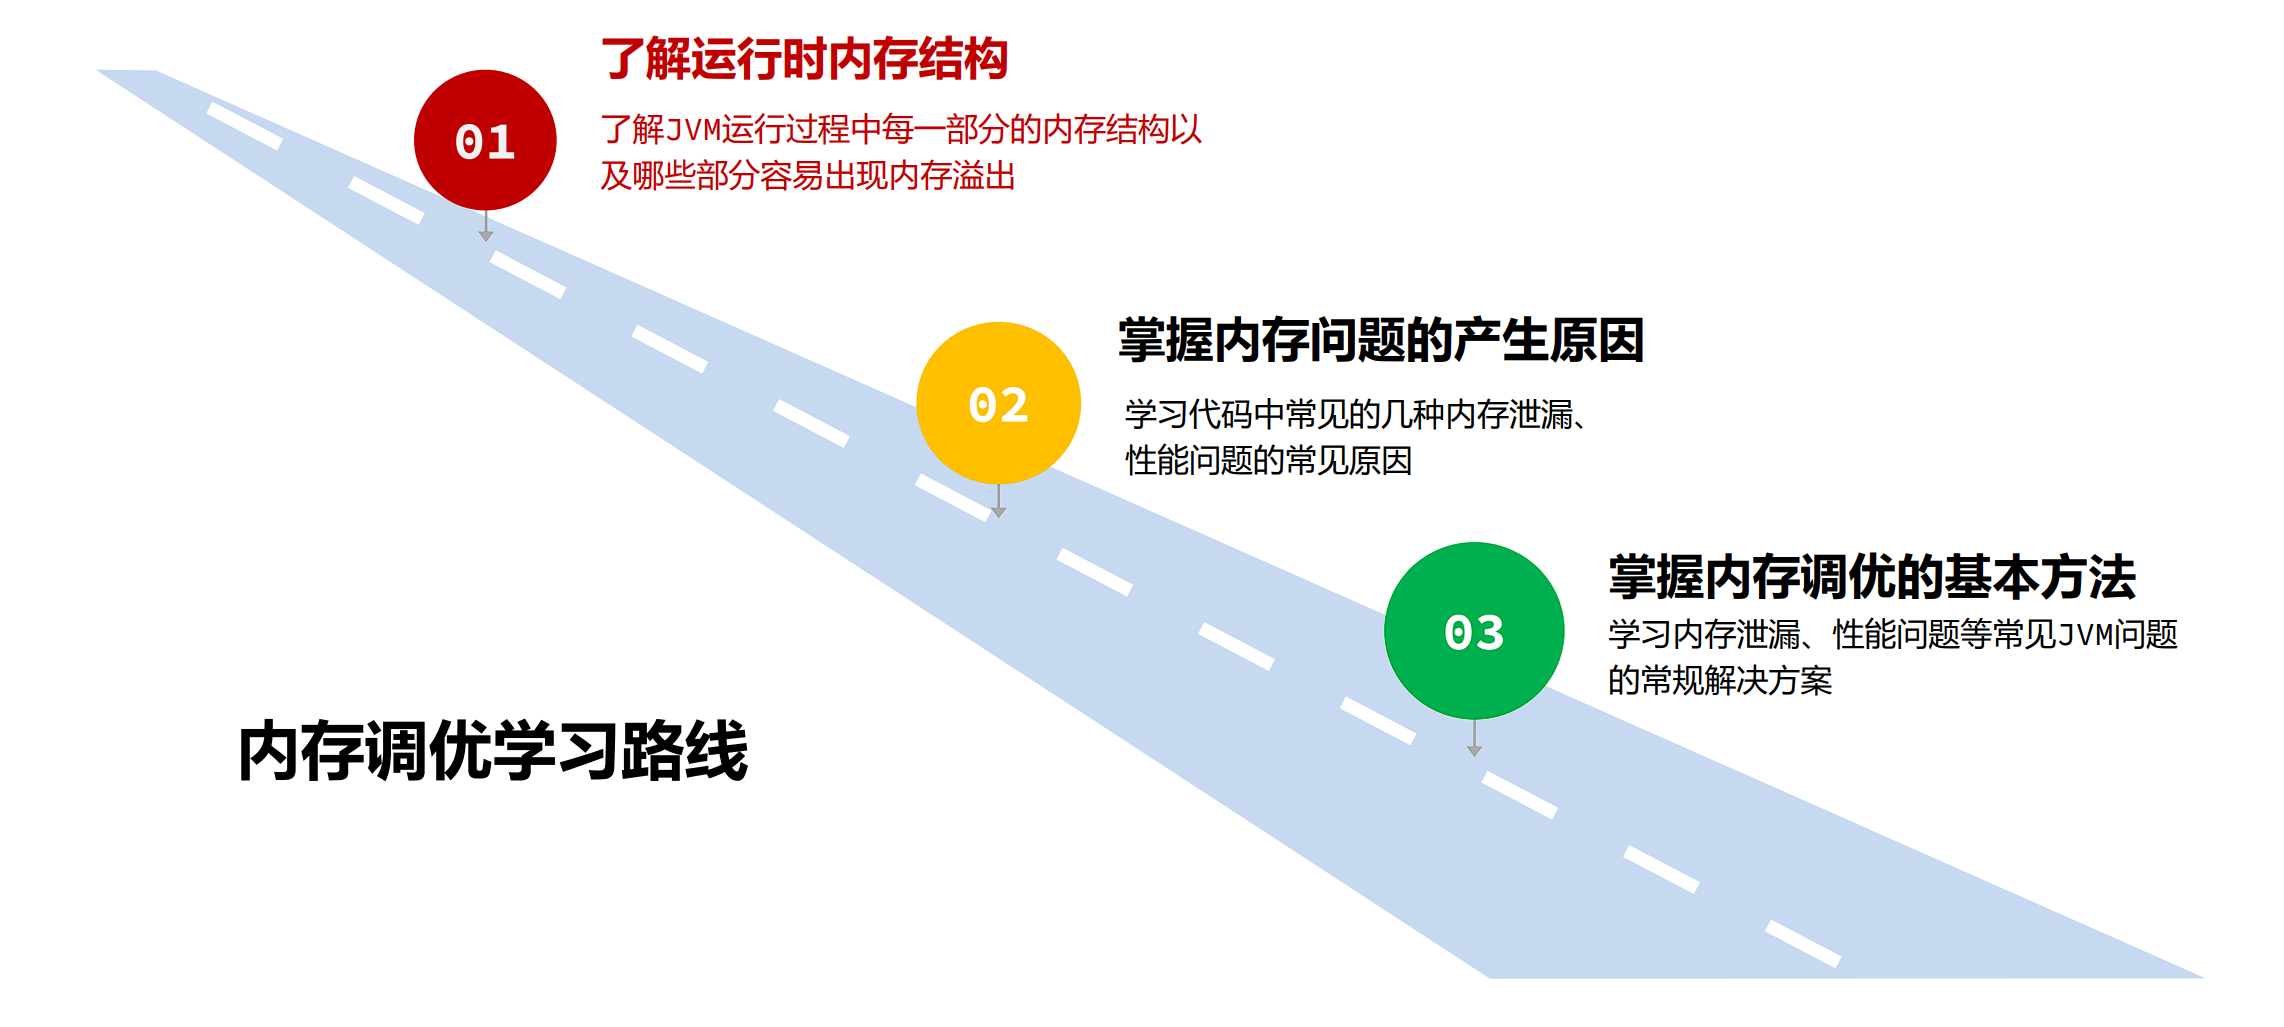 01
了解运行时内存结构
了解JVM运行过程中每一部分的内存结构以
及哪些部分容易出现内存溢出
02
掌握内存问题的产生原因
学习代码中常见的几种内存泄漏、
性能问题的常见原因
03
掌握内存调优的基本方法
学习内存泄漏、性能问题等常见JVM问题
的常规解决方案
内存调优学习路线